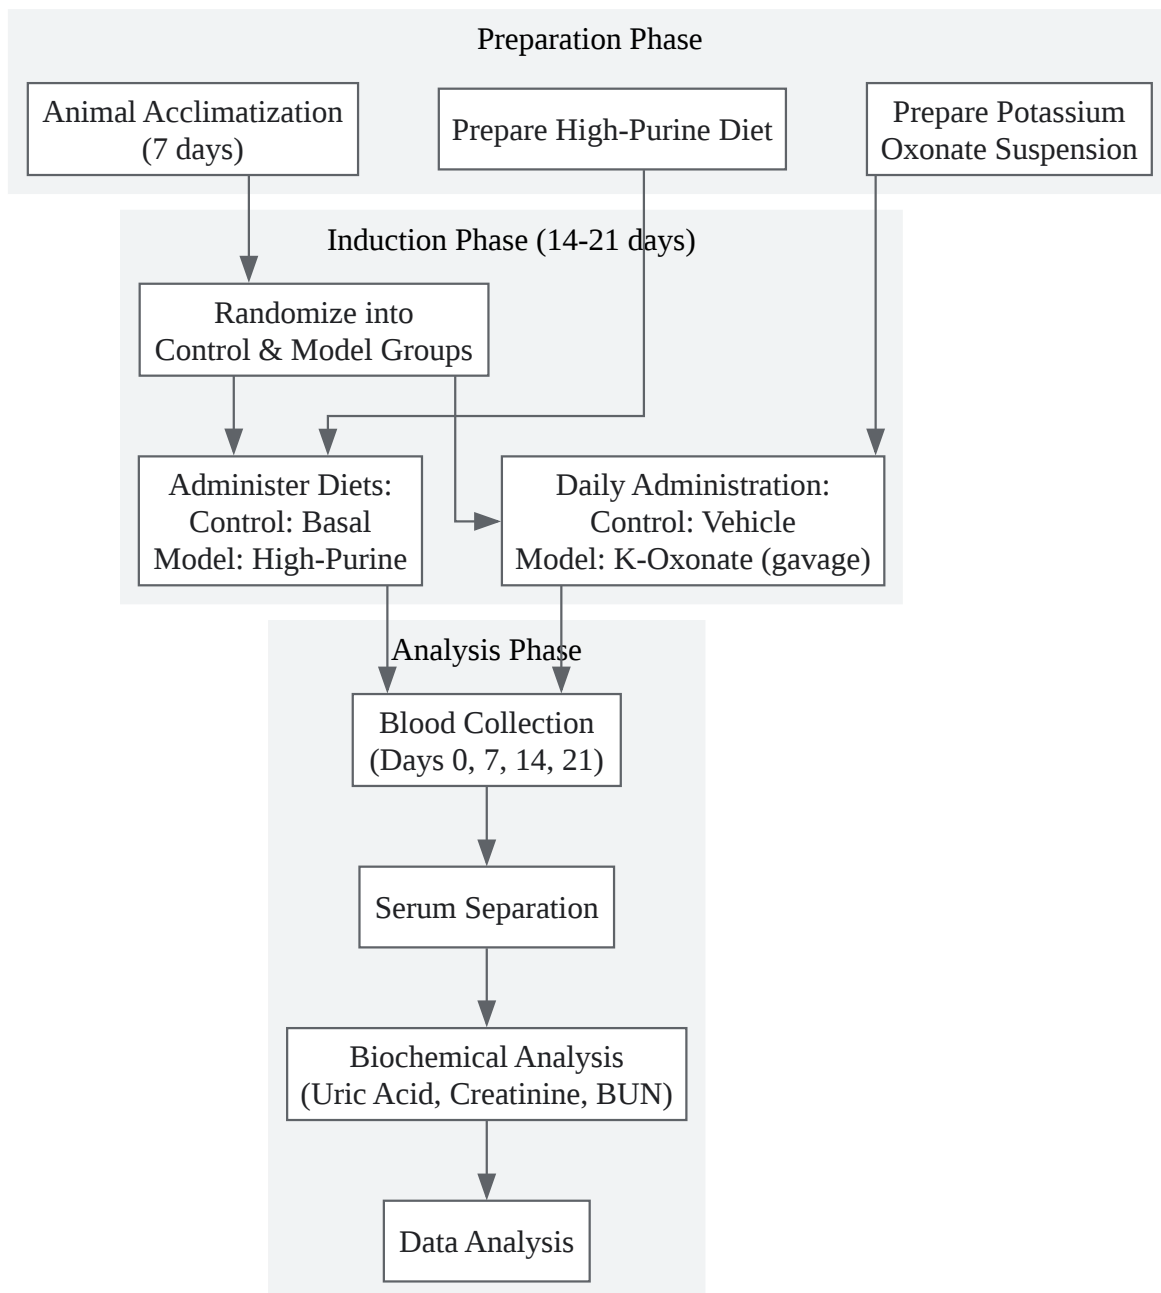 Preparation Phase
Animal Acclimatization
(7 days)
Prepare High-Purine Diet
Prepare Potassium
Oxonate Suspension
Induction Phase (14-21 days)
Randomize into
Control & Model Groups
Administer Diets:
Control: Basal
Model: High-Purine
Daily Administration:
Control: Vehicle
Model: K-Oxonate (gavage)
Analysis Phase
Blood Collection
(Days 0, 7, 14, 21)
Serum Separation
Biochemical Analysis
(Uric Acid, Creatinine, BUN)
Data Analysis